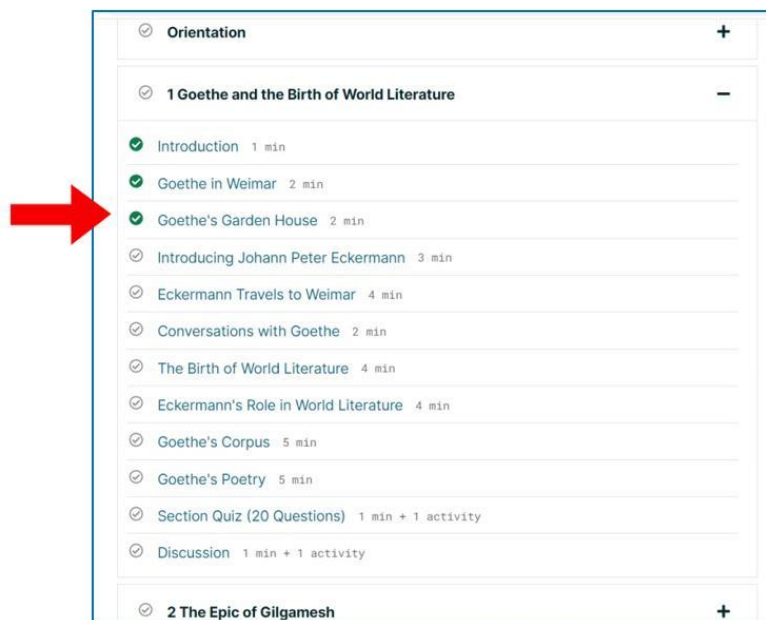 Orientation
1 Goethe and the Birth of World Literature
Introduction 1 min
Goethe in Weimar 2 min
Goethe's Garden House 2 min
Introducing Johann Peter Eckermann 3 min
Eckermann Travels to Weimar 4 min
Conversations with Goethe 2 min
The Birth of World Literature 4 min
Eckermann's Role in World Literature 4 min
Goethe's Corpus 5 min
Goethe's Poetry 5 min
Section Quiz (20 Questions) 1 min + 1 activity
Discussion 1 min + 1 activity
2 The Epic of Gilgamesh